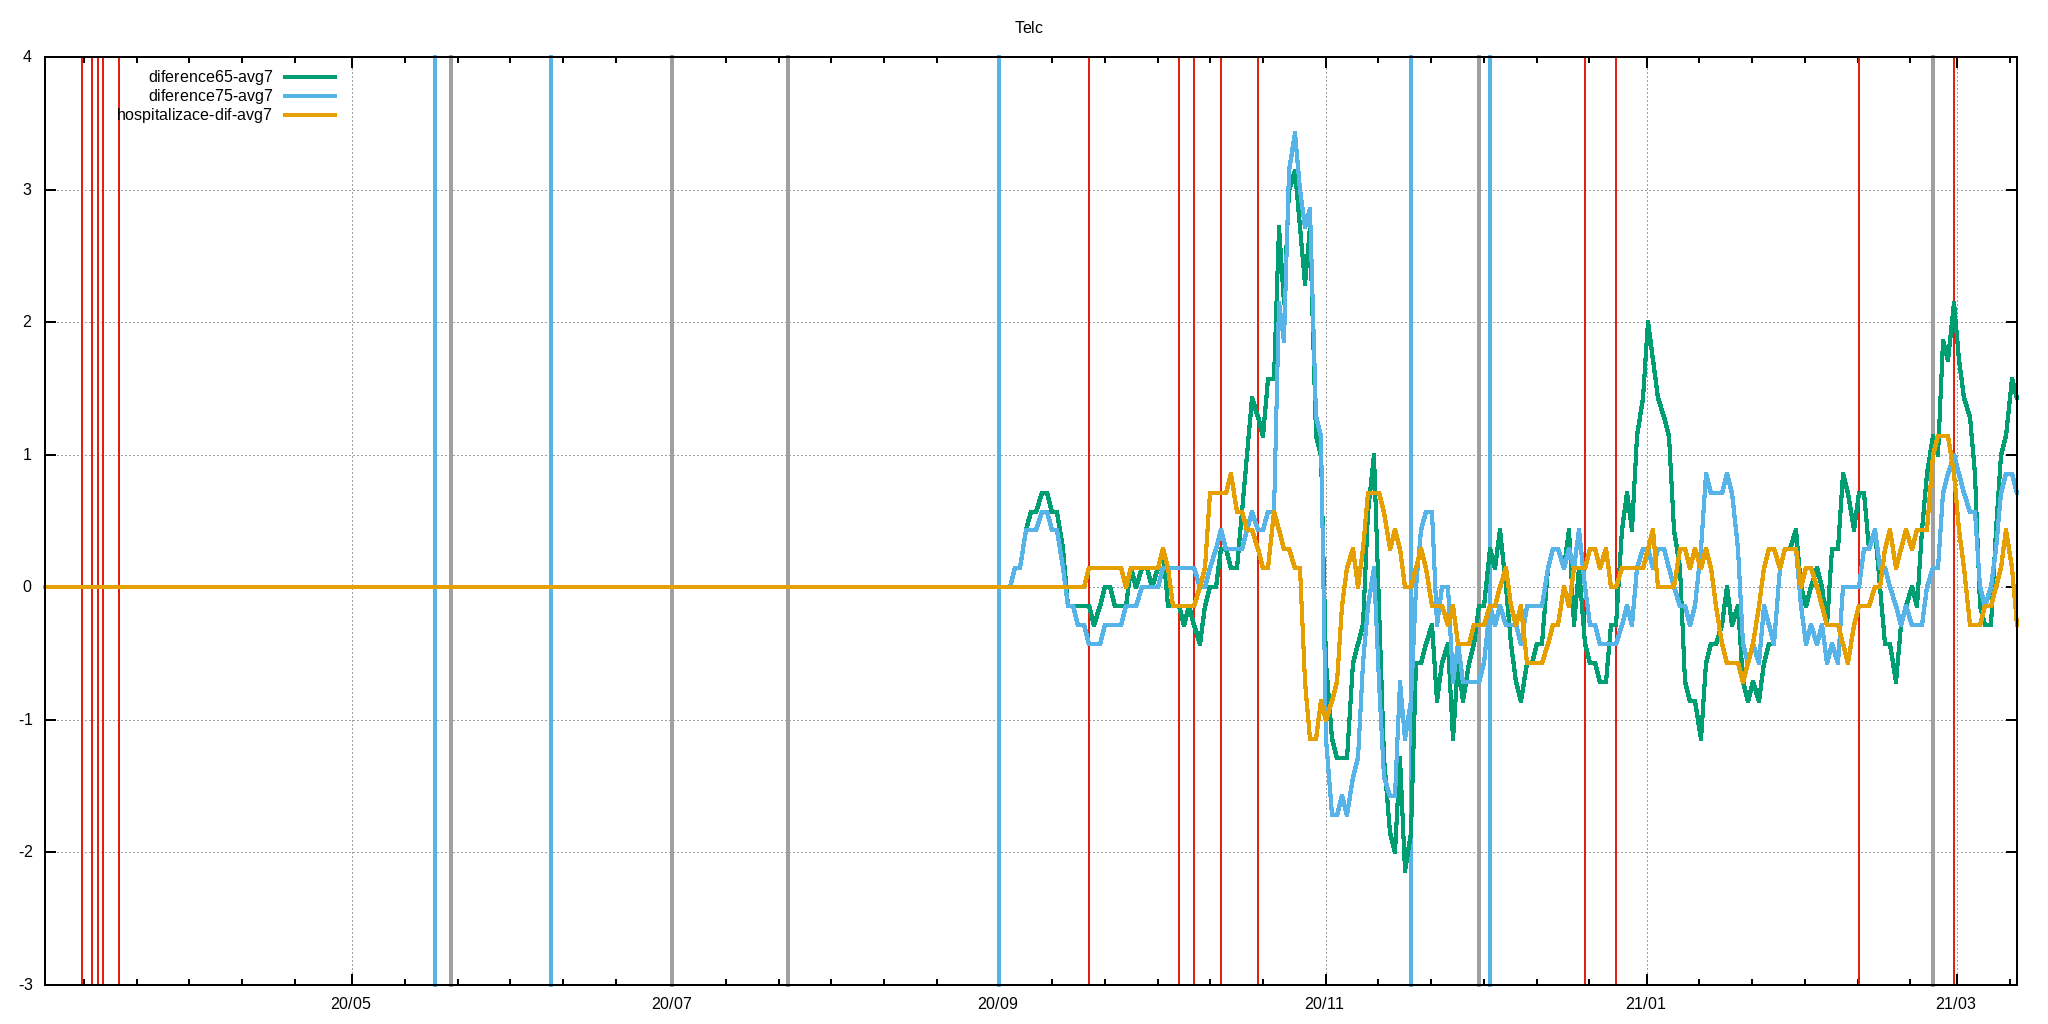 Telc
4
diference65-avg7
diference75-avg7
hospitalizace-dif-avg7
3
2
1
0
-1
-2
-3
20/05 20/07 20/09 20/11 21/01 21/03